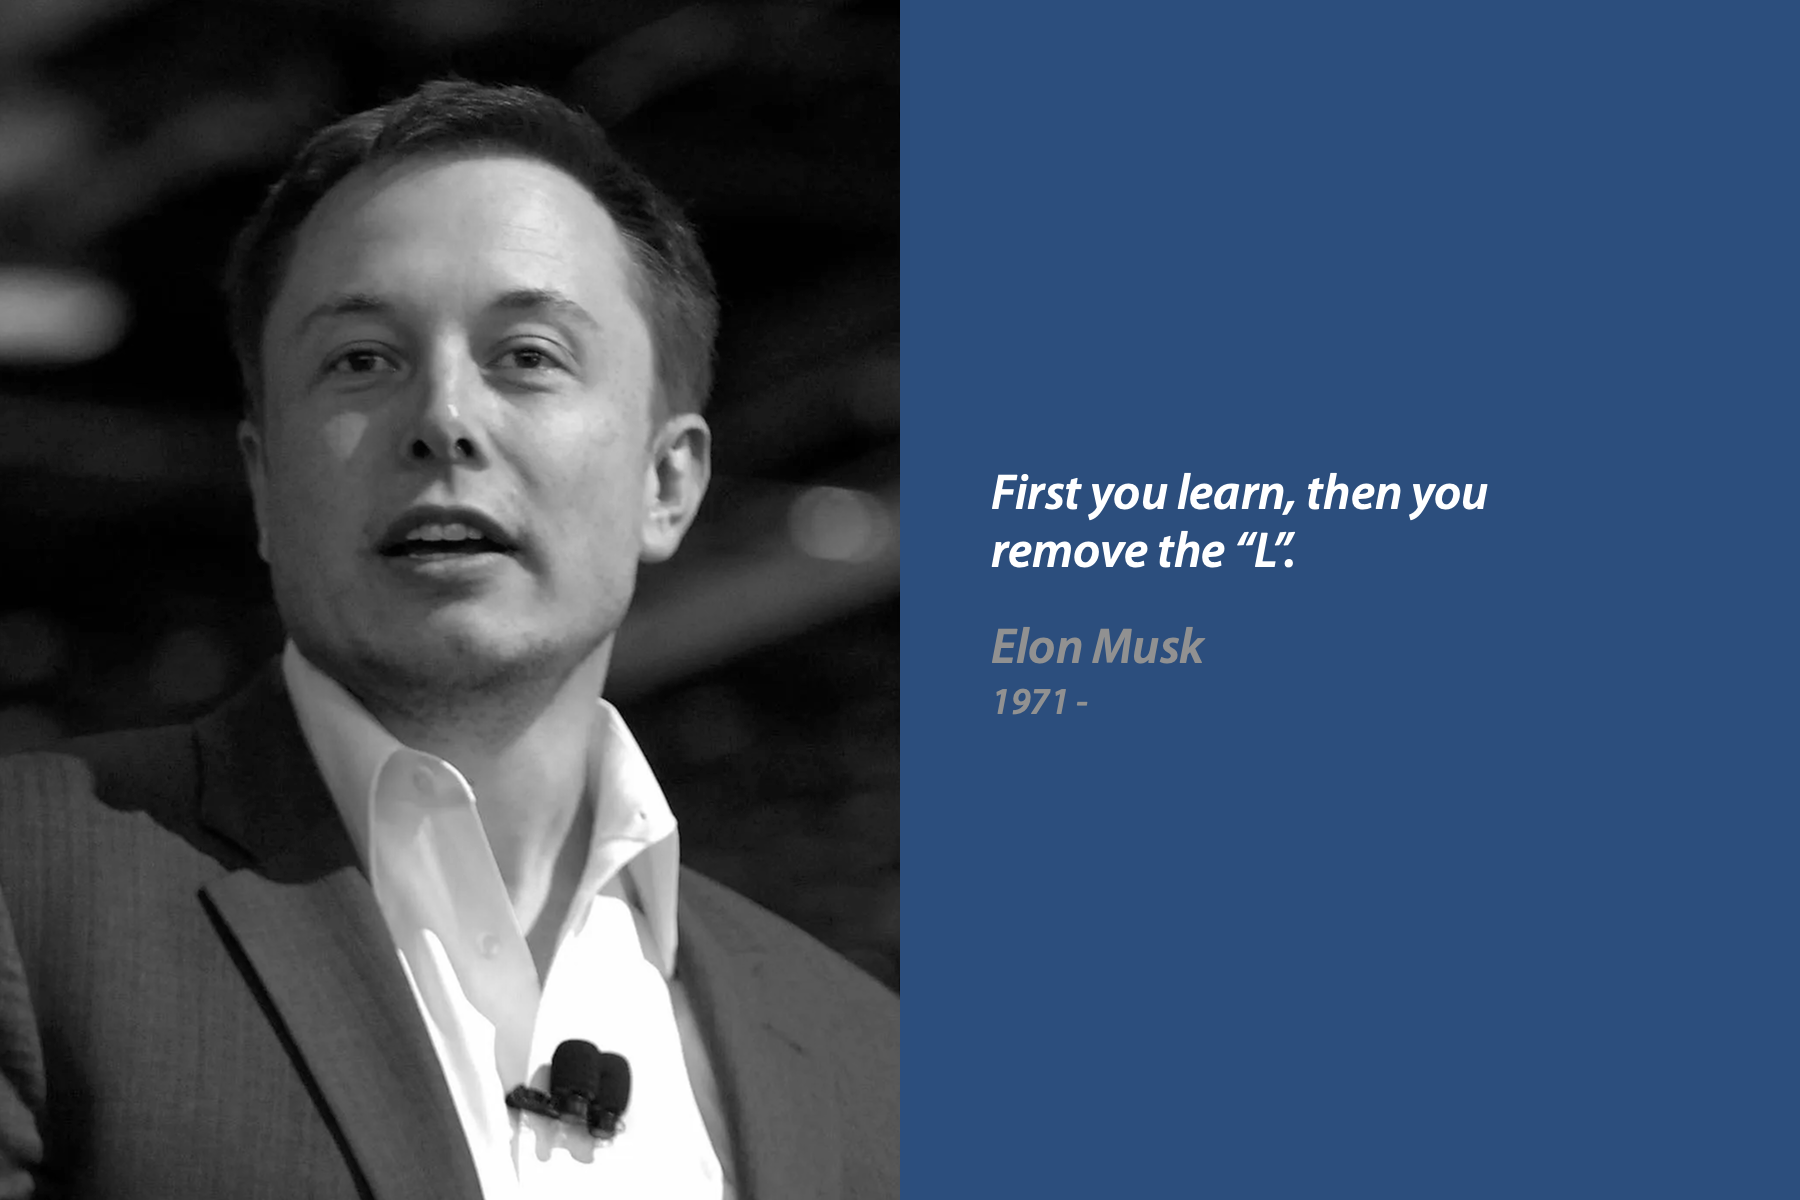 First you learn, then you
remove the “L”.
Elon Musk
1971 -